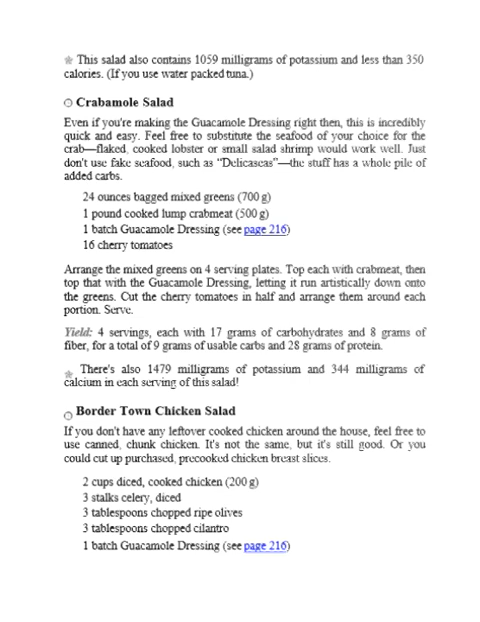 This salad also contains 1059 milligrams of potassium and less than 350
calories. (If you use water packed tuna.)
Crabamole Salad
Even if you're making the Guacamole Dressing right then, this is incredibly
quick and easy. Feel free to substitute the seafood of your choice for the
crab—flaked, cooked lobster or small salad shrimp would work well. Just
don't use fake seafood, such as “Delicaseas”—the stuff has a whole pile of
added carbs.
24 ounces bagged mixed greens (700 g)
1 pound cooked lump crabmeat (500 g)
1 batch Guacamole Dressing (see page 216)
16 cherry tomatoes
Arrange the mixed greens on 4 serving plates. Top each with crabmeat, then
top that with the Guacamole Dressing, letting it run artistically down onto
the greens. Cut the cherry tomatoes in half and arrange them around each
portion. Serve.
Yield: 4 servings, each with 17 grams of carbohydrates and 8 grams of
fiber, for a total of 9 grams of usable carbs and 28 grams of protein.
There's also 1479 milligrams of potassium and 344 milligrams of
calcium in each serving of this salad!
Border Town Chicken Salad
If you don't have any leftover cooked chicken around the house, feel free to
use canned, chunk chicken. It's not the same, but it's still good. Or you
could cut up purchased, precooked chicken breast slices.
2 cups diced, cooked chicken (200 g)
3 stalks celery, diced
3 tablespoons chopped ripe olives
3 tablespoons chopped cilantro
1 batch Guacamole Dressing (see page 216)